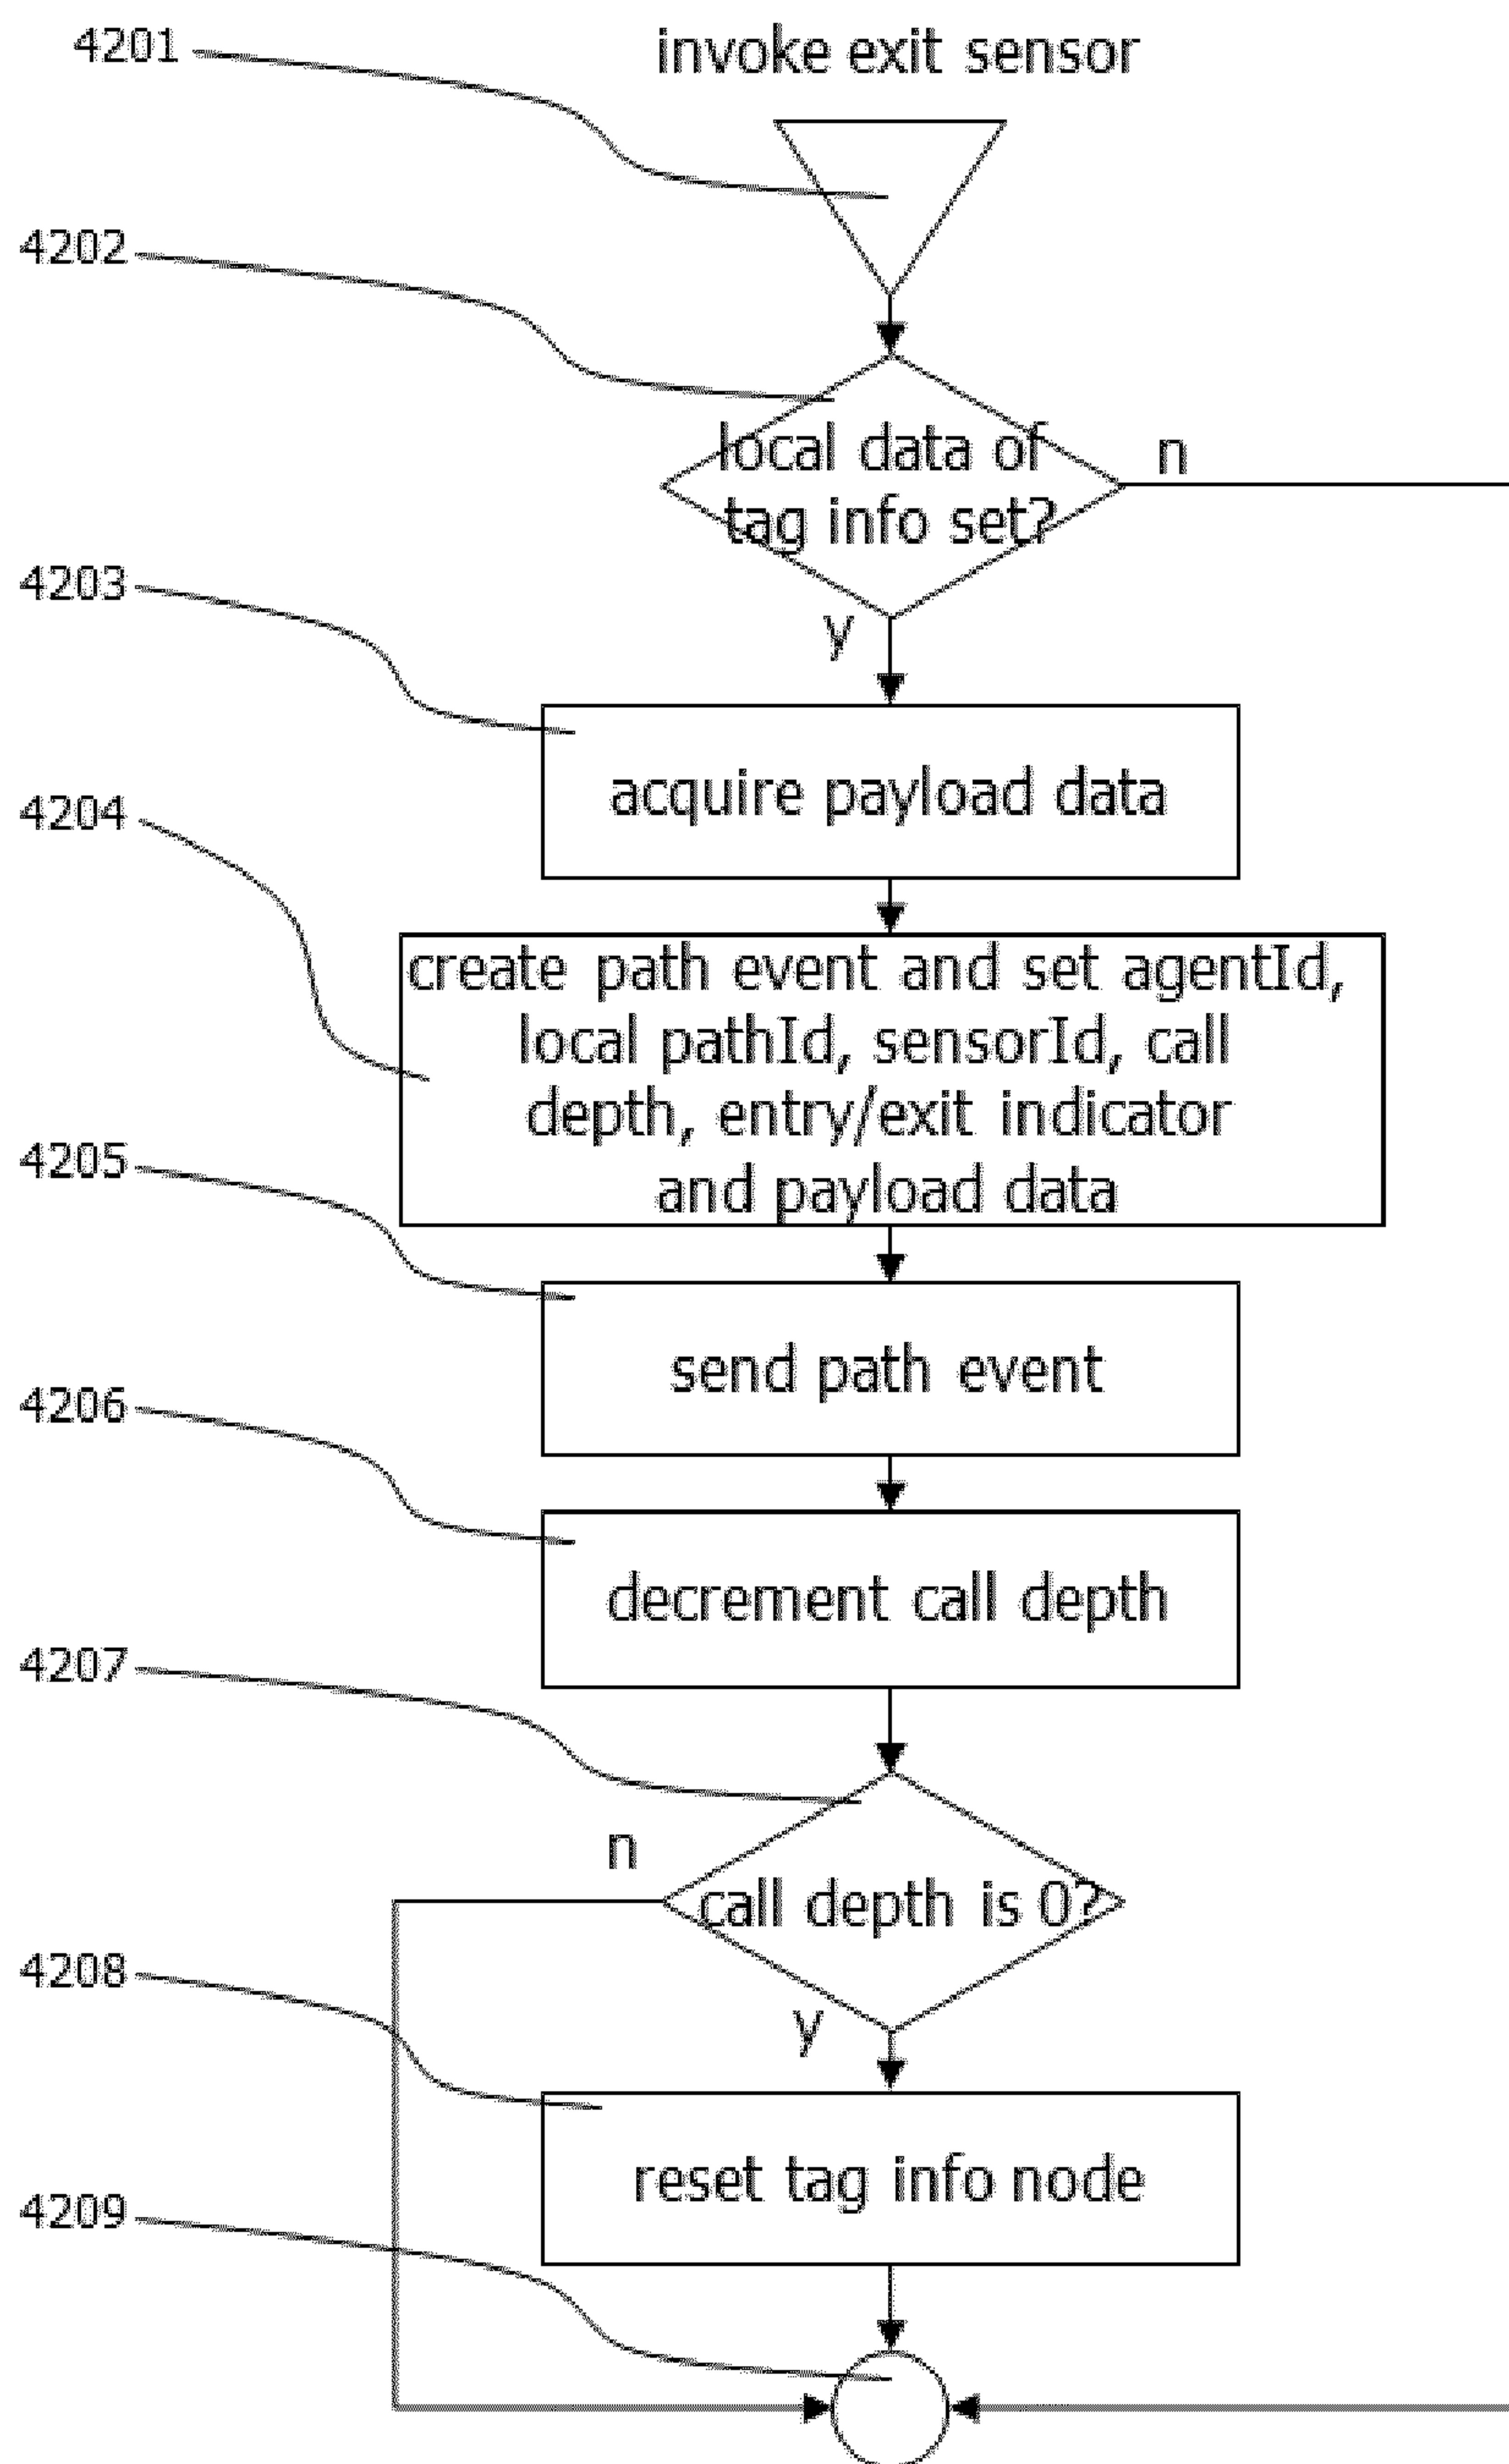 4201
invoke exit sensor
4202
local data of
tag info set?
n
y
4203
acquire payload data
4204
create path event and set agentId,
local pathId, sensorId, call
depth, entry/exit indicator
and payload data
4205
send path event
4206
decrement call depth
4207
n
call depth is 0?
y
4208
reset tag info node
4209